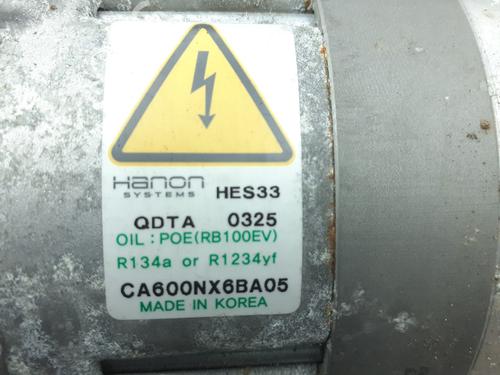 Hanon
SYSTEMS
HES33
QDTA 0325
OIL : POE(RB100EV)
R134a or R1234yf
CA600NX6BA05
MADE IN KOREA